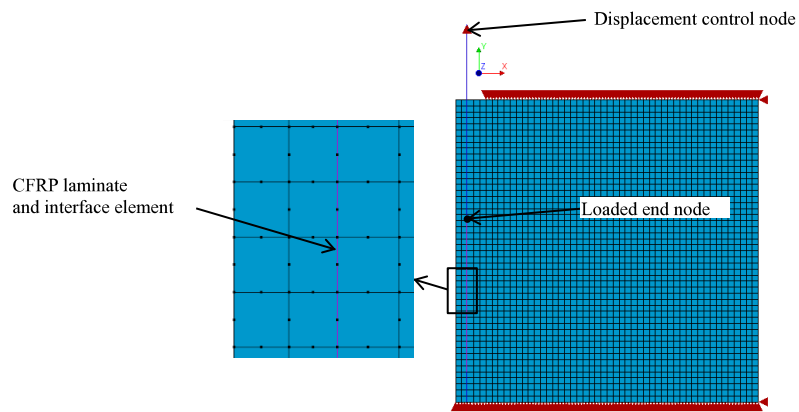 Displacement control node
Y
Z
X
CFRP laminate
and interface element
Loaded end node